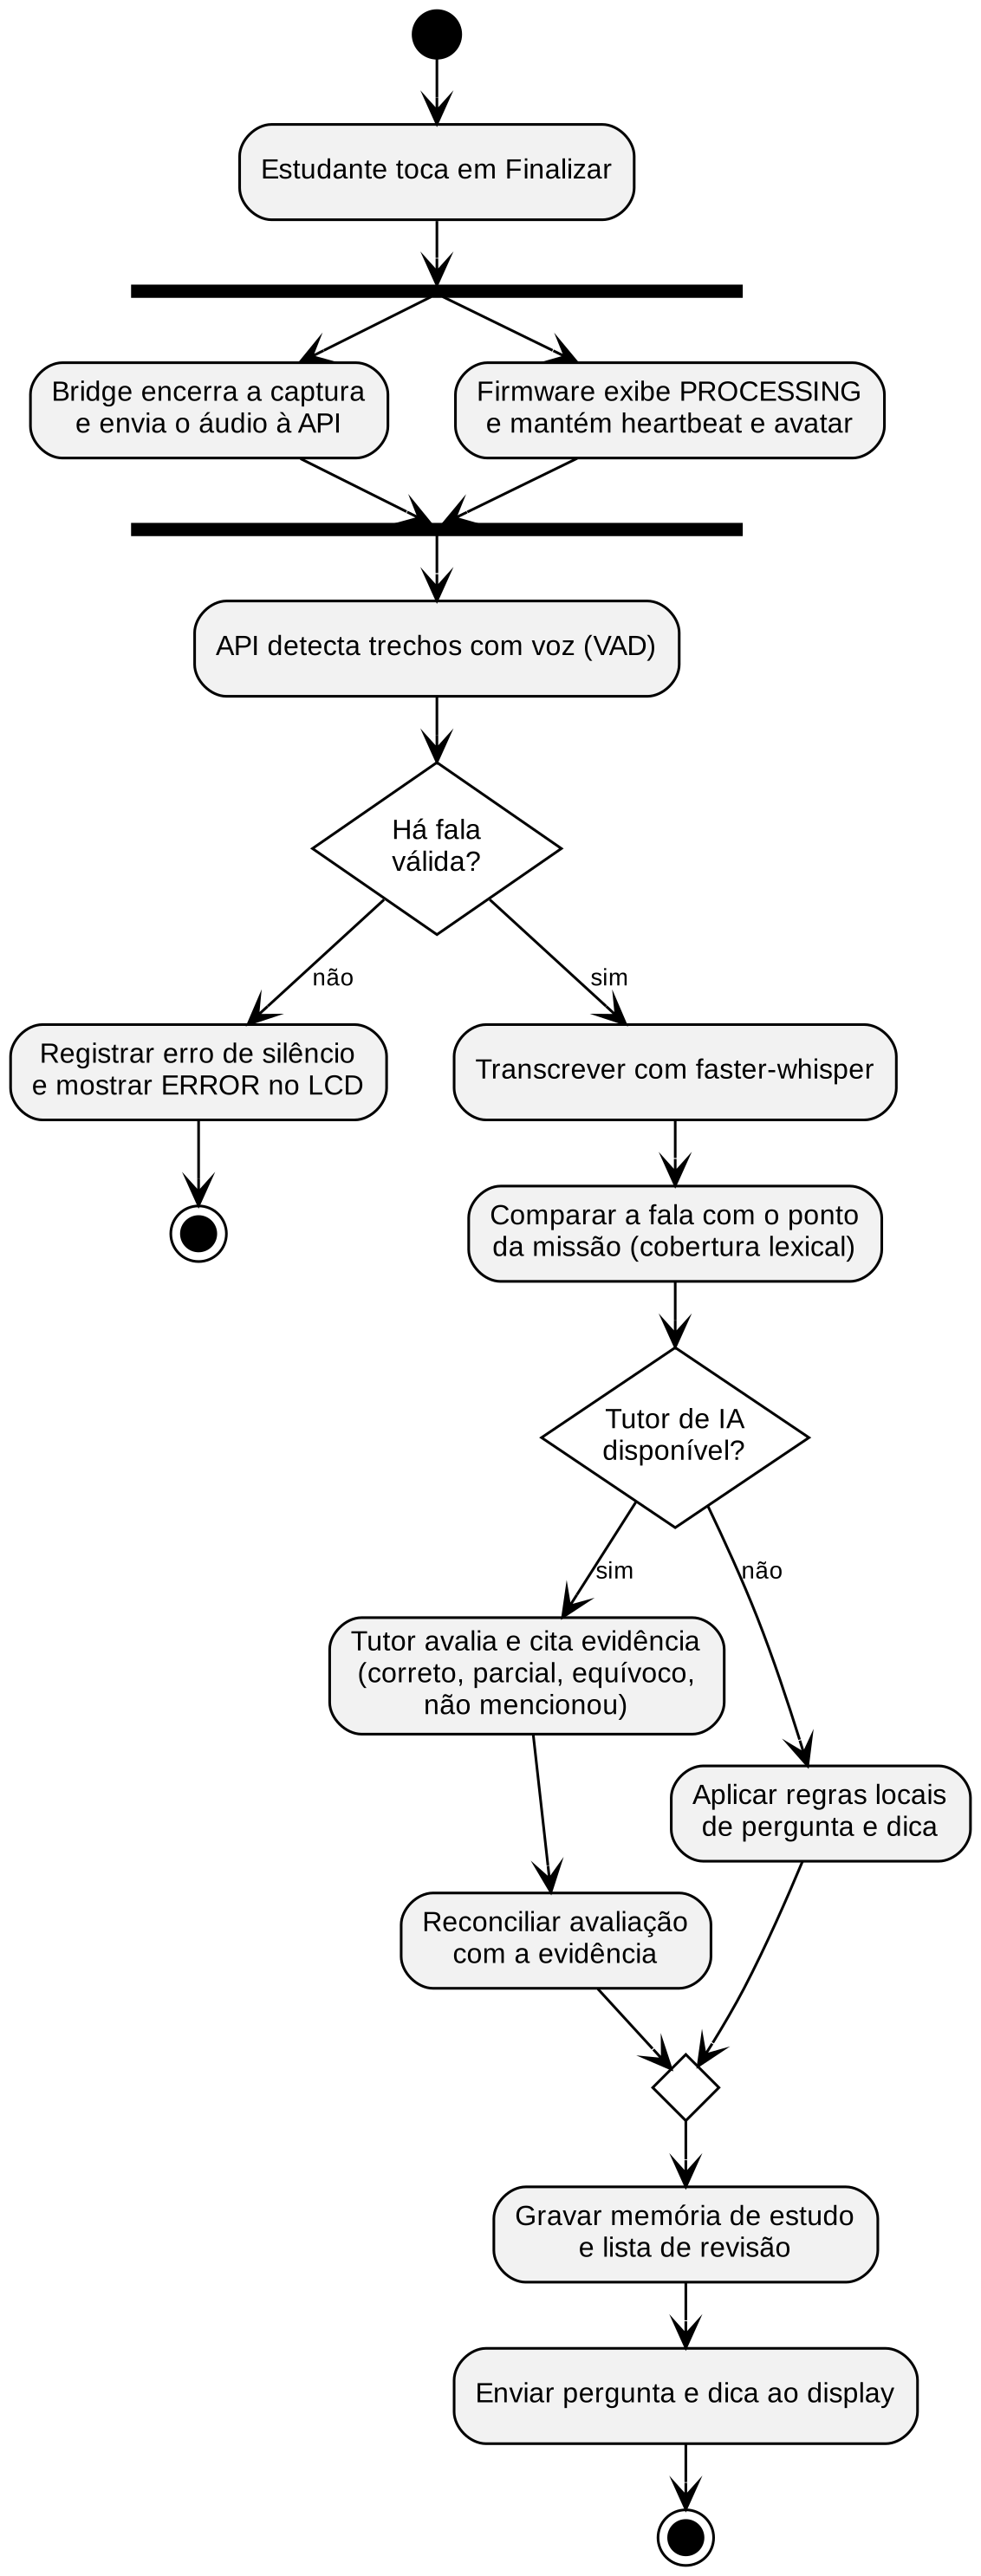 Estudante toca em Finalizar
Bridge encerra a captura
e envia o áudio à API
Firmware exibe PROCESSING
e mantém heartbeat e avatar
API detecta trechos com voz (VAD)
Há fala
válida?
não
sim
Registrar erro de silêncio
e mostrar ERROR no LCD
Transcrever com faster-whisper
Comparar a fala com o ponto
da missão (cobertura lexical)
Tutor de IA
disponível?
sim
não
Tutor avalia e cita evidência
(correto, parcial, equívoco,
não mencionou)
Aplicar regras locais
de pergunta e dica
Reconciliar avaliação
com a evidência
Gravar memória de estudo
e lista de revisão
Enviar pergunta e dica ao display